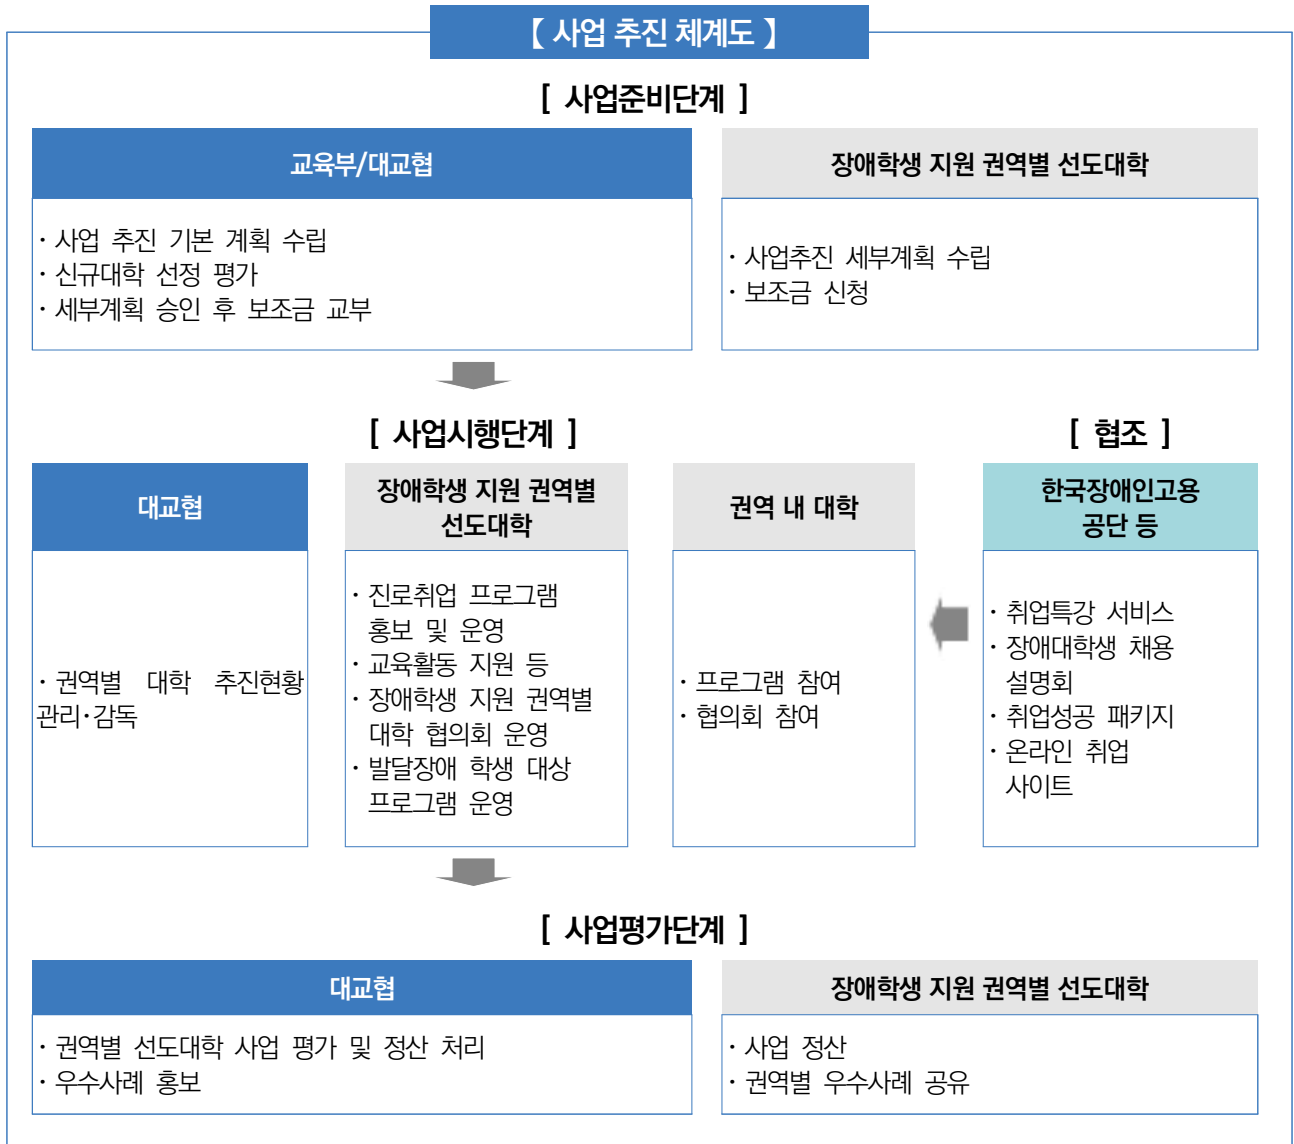 【 사업 추진 체계도 】
[ 사업준비단계 ]
교육부/대교협
· 사업 추진 기본 계획 수립
· 신규대학 선정 평가
· 세부계획 승인 후 보조금 교부
장애학생 지원 권역별 선도대학
· 사업추진 세부계획 수립
· 보조금 신청
[ 사업시행단계 ]
[ 협조 ]
대교협
· 권역별 대학 추진현황
관리·감독
장애학생 지원 권역별
선도대학
· 진로취업 프로그램
홍보 및 운영
· 교육활동 지원 등
· 장애학생 지원 권역별
대학 협의회 운영
· 발달장애 학생 대상
프로그램 운영
권역 내 대학
· 프로그램 참여
· 협의회 참여
한국장애인고용
공단 등
· 취업특강 서비스
· 장애대학생 채용
설명회
· 취업성공 패키지
· 온라인 취업
사이트
[ 사업평가단계 ]
대교협
· 권역별 선도대학 사업 평가 및 정산 처리
· 우수사례 홍보
장애학생 지원 권역별 선도대학
· 사업 정산
· 권역별 우수사례 공유